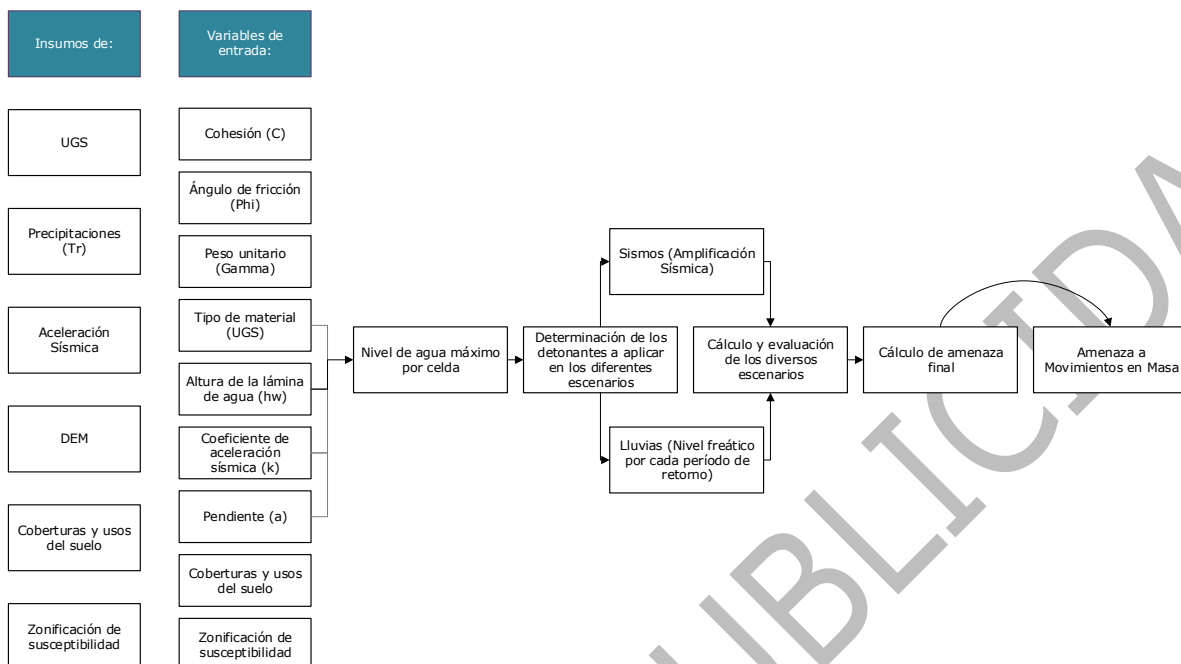 Insumos de:
Variables de
entrada:
UGS
Precipitaciones
(Tr)
Aceleración
Sísmica
DEM
Coberturas y usos
del suelo
Zonificación de
susceptibilidad
Cohesión (C)
Ángulo de fricción
(Phi)
Peso unitario
(Gamma)
Tipo de material
(UGS)
Altura de la lámina
de agua (hw)
Coeficiente de
aceleración
sísmica (k)
Pendiente (a)
Coberturas y usos
del suelo
Zonificación de
susceptibilidad
Nivel de agua máximo
por celda
Determinación de los
detonantes a aplicar
en los diferentes
escenarios
Sismos (Amplificación
Sísmica)
Lluvias (Nivel freático
por cada período de
retorno)
Cálculo y evaluación
de los diversos
escenarios
Cálculo de amenaza
final
Amenaza a
Movimientos en Masa